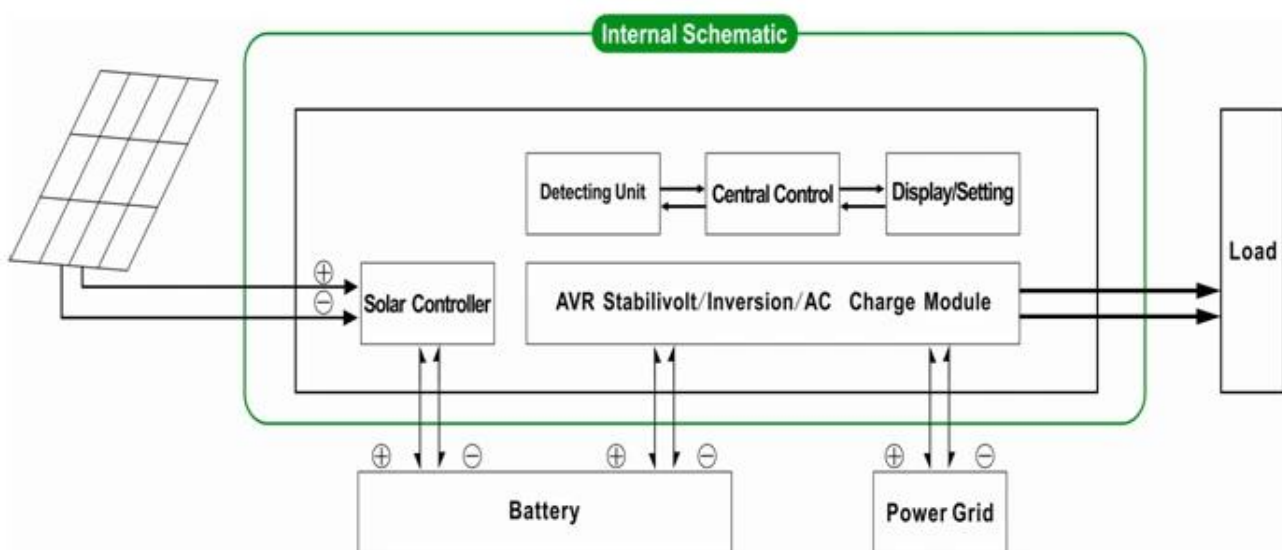 Internal Schematic
Detecting Unit
Central Control
Display/Setting
Load
+
−
Solar Controller
AVR Stabilivolt/Inversion/AC Charge Module
+ −
+ −
+ −
Battery
Power Grid